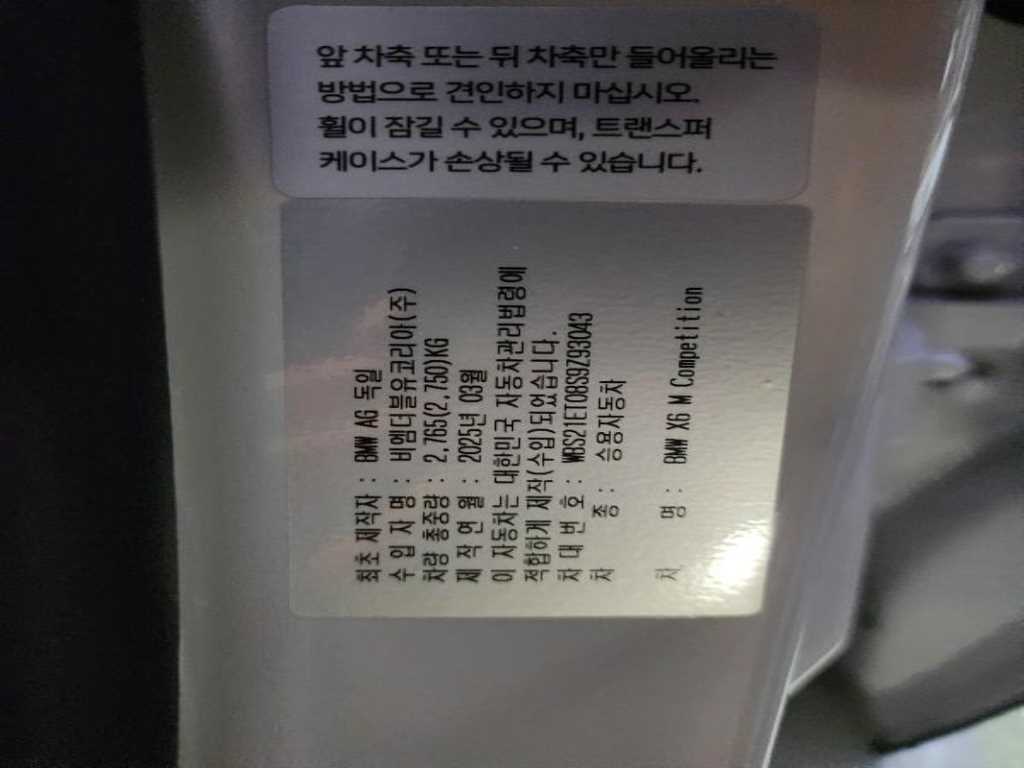 앞 차축 또는 뒤 차축만 들어올리는
방법으로 견인하지 마십시오.
휠이 잠길 수 있으며, 트랜스퍼
케이스가 손상될 수 있습니다.
최초 제작자 : BMW AG 독일
수 입 자 명 : 비엠더블유코리아(주)
차량 총중량 : 2,765(2,750)KG
제 작 연 월 : 2025년 03월
이 자동차는 대한민국 자동차관리법령에
적합하게 제작(수입)되었습니다.
차 대 번 호 : WBS21ET08S9Z93043
차 종 : 승용자동차
차 명 : BMW X6 M Competition